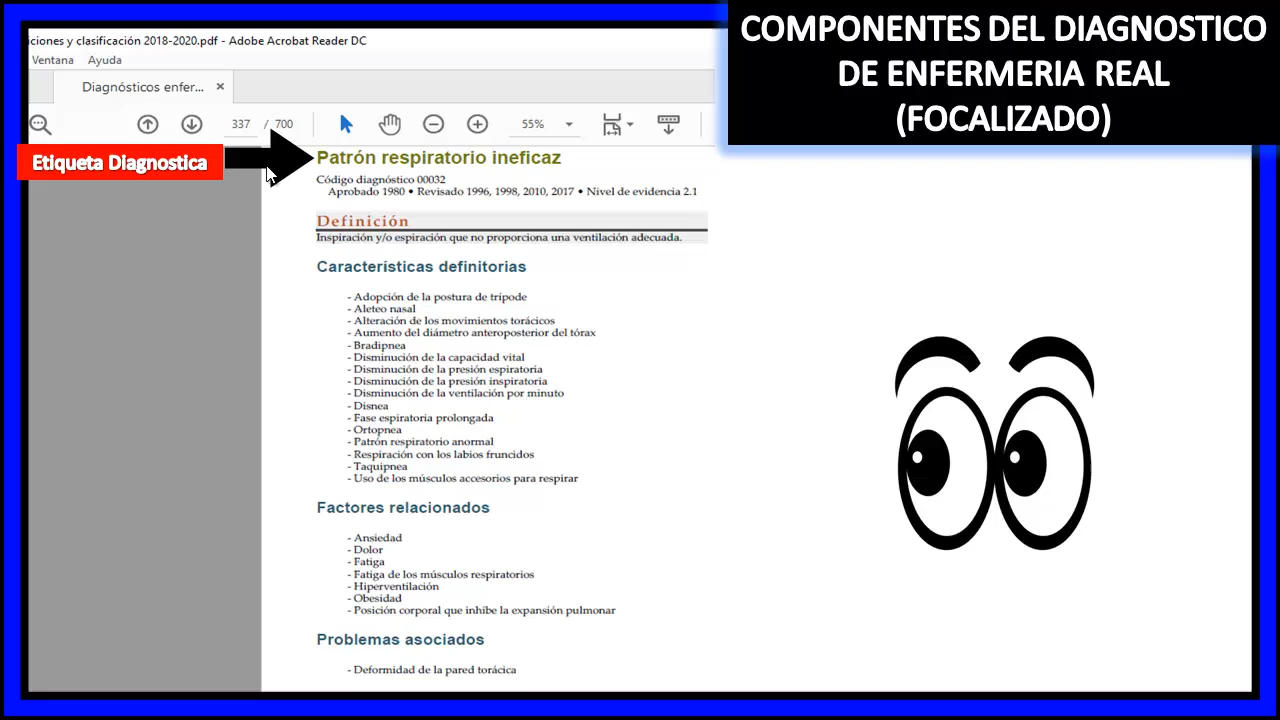 COMPONENTES DEL DIAGNOSTICO
DE ENFERMERIA REAL
(FOCALIZADO)
iciones y clasificación 2018-2020.pdf - Adobe Acrobat Reader DC
Ventana Ayuda
Diagnósticos enfer... ×
337 / 700 55%
Etiqueta Diagnostica
Patrón respiratorio ineficaz
Código diagnóstico 00032
Aprobado 1980 • Revisado 1996, 1998, 2010, 2017 • Nivel de evidencia 2.1
Definición
Inspiración y/o espiración que no proporciona una ventilación adecuada.
Características definitorias
- Adopción de la postura de trípode
- Aleteo nasal
- Alteración de los movimientos torácicos
- Aumento del diámetro anteroposterior del tórax
- Bradipnea
- Disminución de la capacidad vital
- Disminución de la presión espiratoria
- Disminución de la presión inspiratoria
- Disminución de la ventilación por minuto
- Disnea
- Fase espiratoria prolongada
- Ortopnea
- Patrón respiratorio anormal
- Respiración con los labios fruncidos
- Taquipnea
- Uso de los músculos accesorios para respirar
Factores relacionados
- Ansiedad
- Dolor
- Fatiga
- Fatiga de los músculos respiratorios
- Hiperventilación
- Obesidad
- Posición corporal que inhibe la expansión pulmonar
Problemas asociados
- Deformidad de la pared torácica